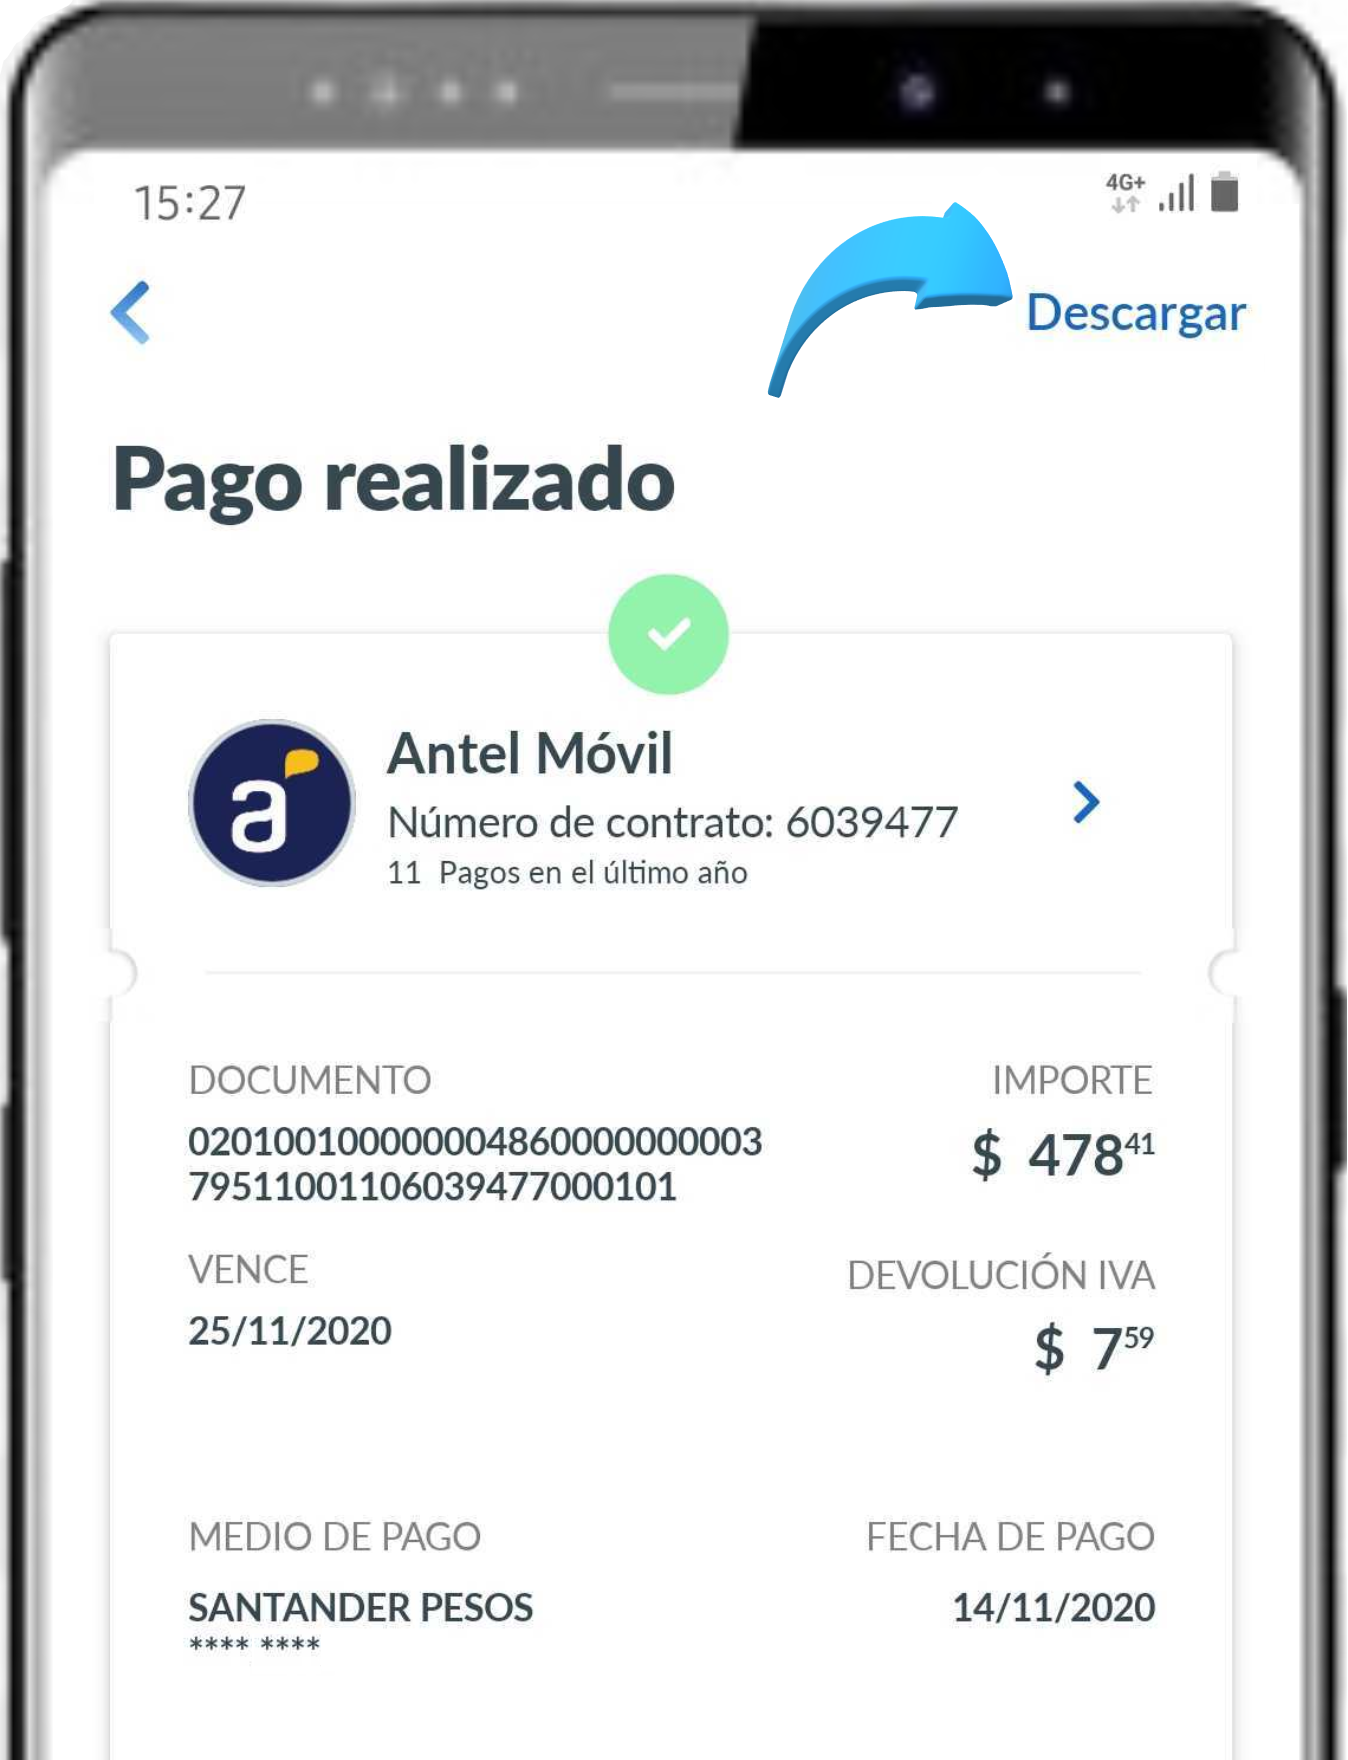 15:27
4G+
Descargar
Pago realizado
a
Antel Móvil
Número de contrato: 6039477
11 Pagos en el último año
DOCUMENTO
IMPORTE
0201001000000004860000000003
79511001106039477000101
$ 478 41
VENCE
DEVOLUCIÓN IVA
25/11/2020
$ 7 59
MEDIO DE PAGO
FECHA DE PAGO
SANTANDER PESOS
14/11/2020
**** ****